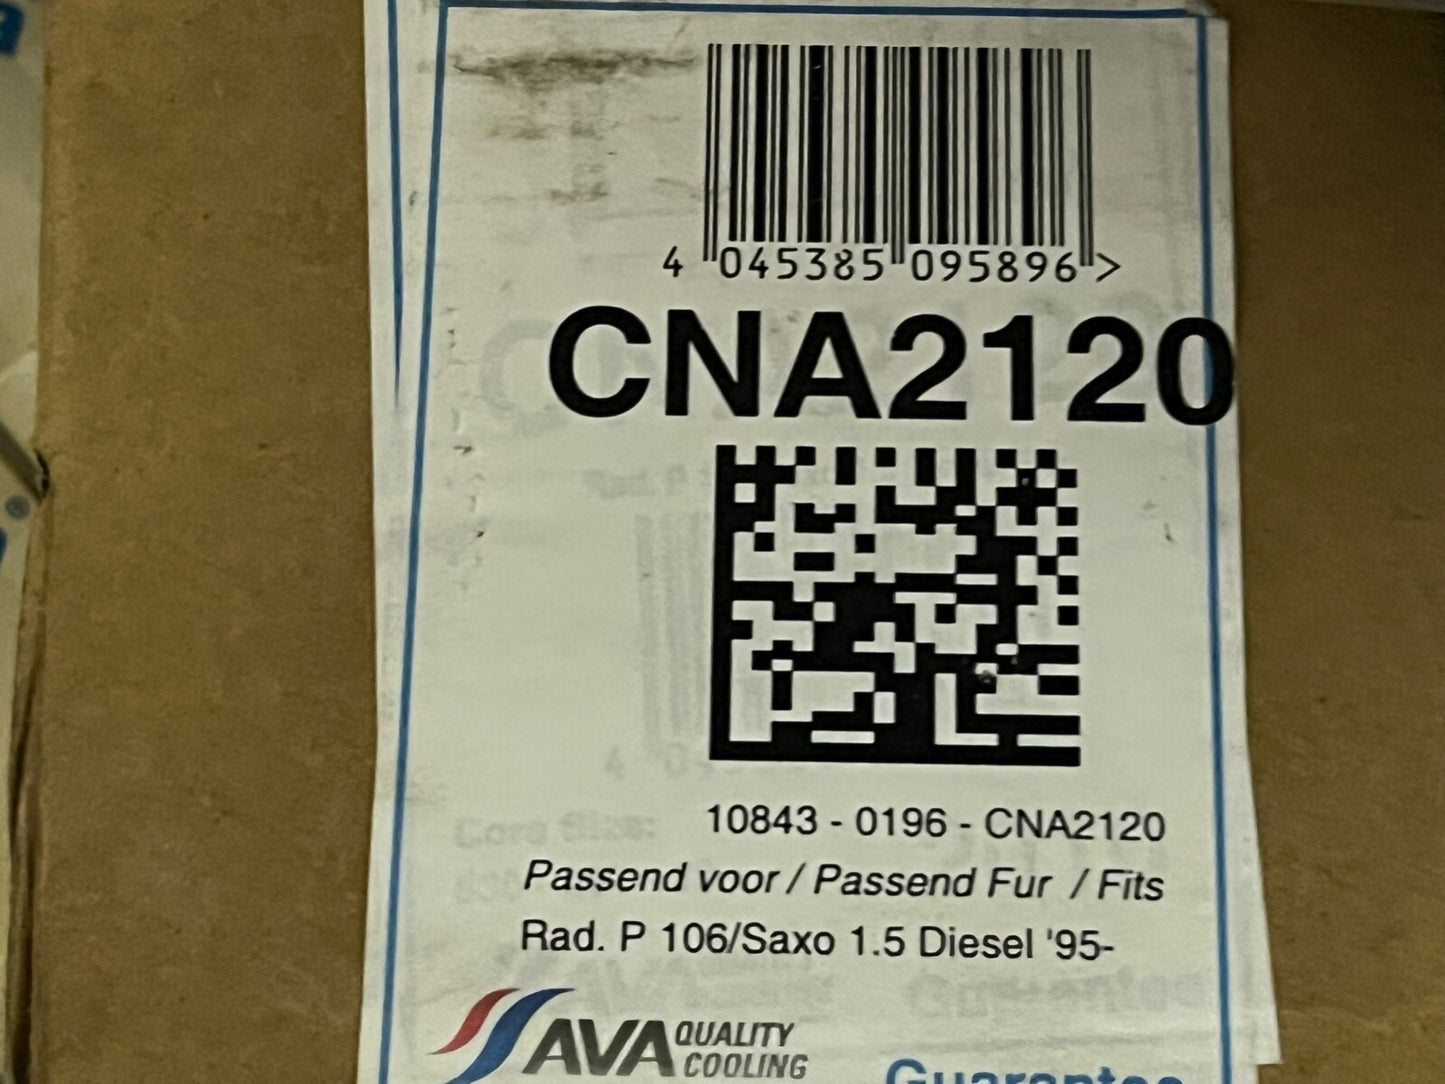 4 045385 095896 >
CNA2120
10843 - 0196 - CNA2120
Passend voor / Passend Fur / Fits
Rad. P 106/Saxo 1.5 Diesel '95-
AVA QUALITY
COOLING
Guarantee